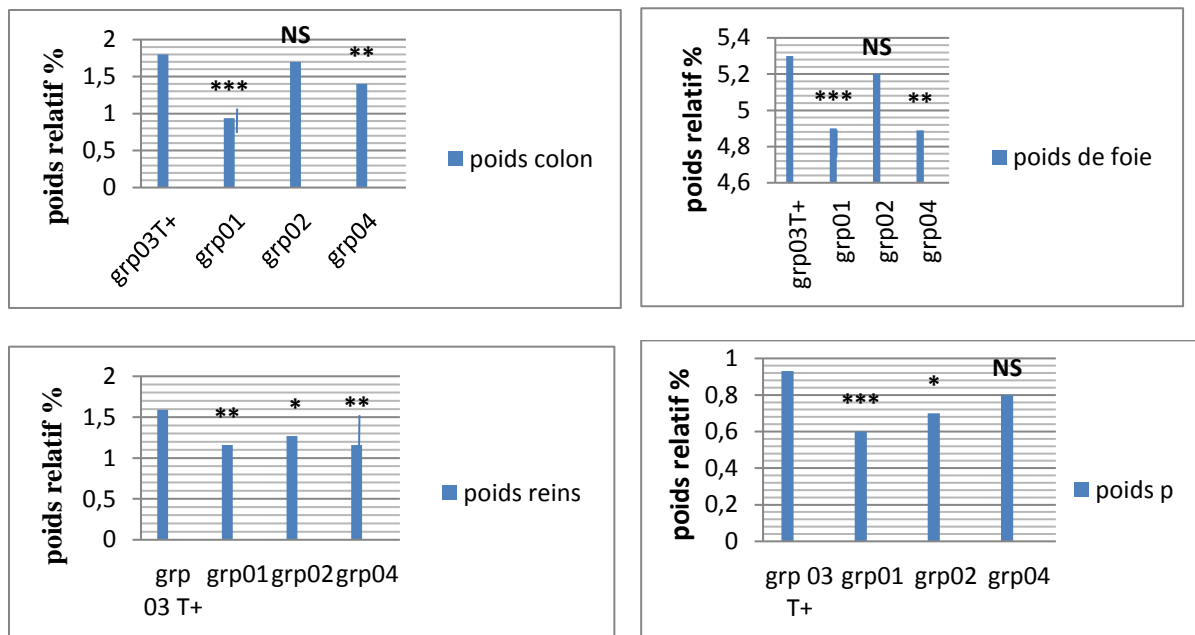 poids relatif %
2
1,5
1
0,5
0
***
NS
**
grp03T+
grp01
grp02
grp04
poids colon
poids relatif %
5,4
5,2
5
4,8
4,6
***
NS
**
grp03T+
grp01
grp02
grp04
poids de foie
poids relatif %
2
1,5
1
0,5
0
**
*
**
grp
03 T+
grp01
grp02
grp04
poids reins
poids relatif %
1
0,8
0,6
0,4
0,2
0
***
*
NS
grp 03
T+
grp01
grp02
grp04
poids p